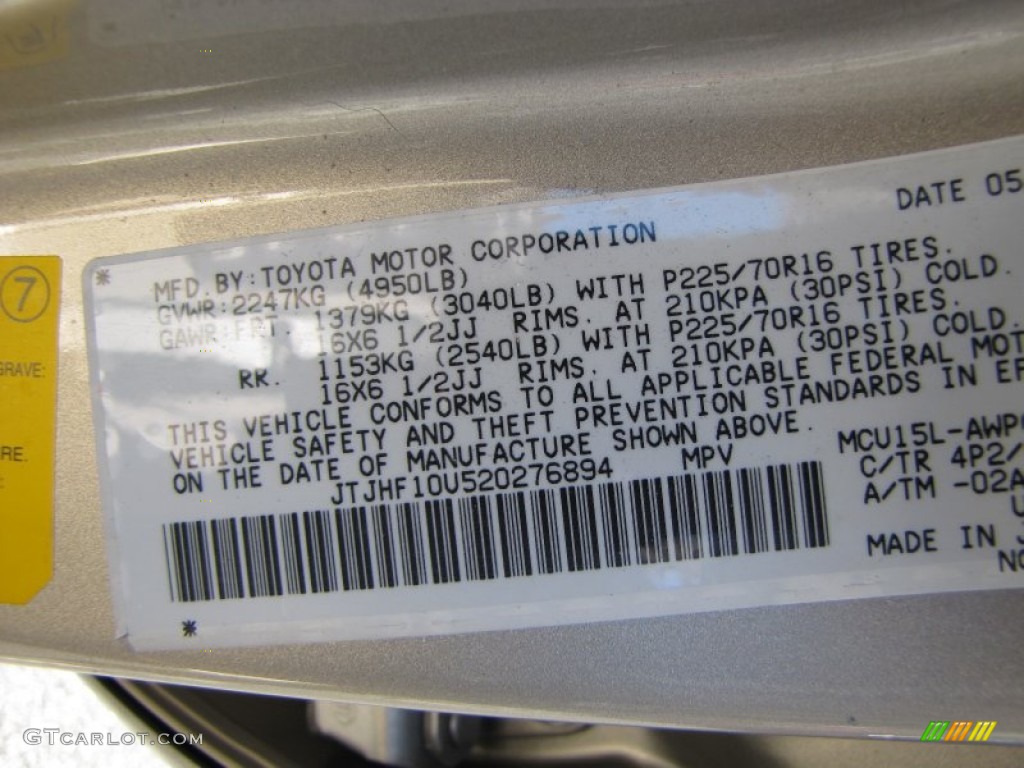 DATE 05
MFD. BY: TOYOTA MOTOR CORPORATION
GVWR: 2247KG (4950LB)
GAWR: FRT. 1379KG (3040LB) WITH P225/70R16 TIRES.
16X6 1/2JJ RIMS. AT 210KPA (30PSI) COLD.
RR. 1153KG (2540LB) WITH P225/70R16 TIRES.
16X6 1/2JJ RIMS. AT 210KPA (30PSI) COLD.
THIS VEHICLE CONFORMS TO ALL APPLICABLE FEDERAL MOT
VEHICLE SAFETY AND THEFT PREVENTION STANDARDS IN EF
ON THE DATE OF MANUFACTURE SHOWN ABOVE.
JTJHF10U520276894 MPV
MCU15L-AWP
C/TR 4P2/
A/TM -02A
MADE IN J
7
GRAVE:
RE.
GTCARLOT.COM